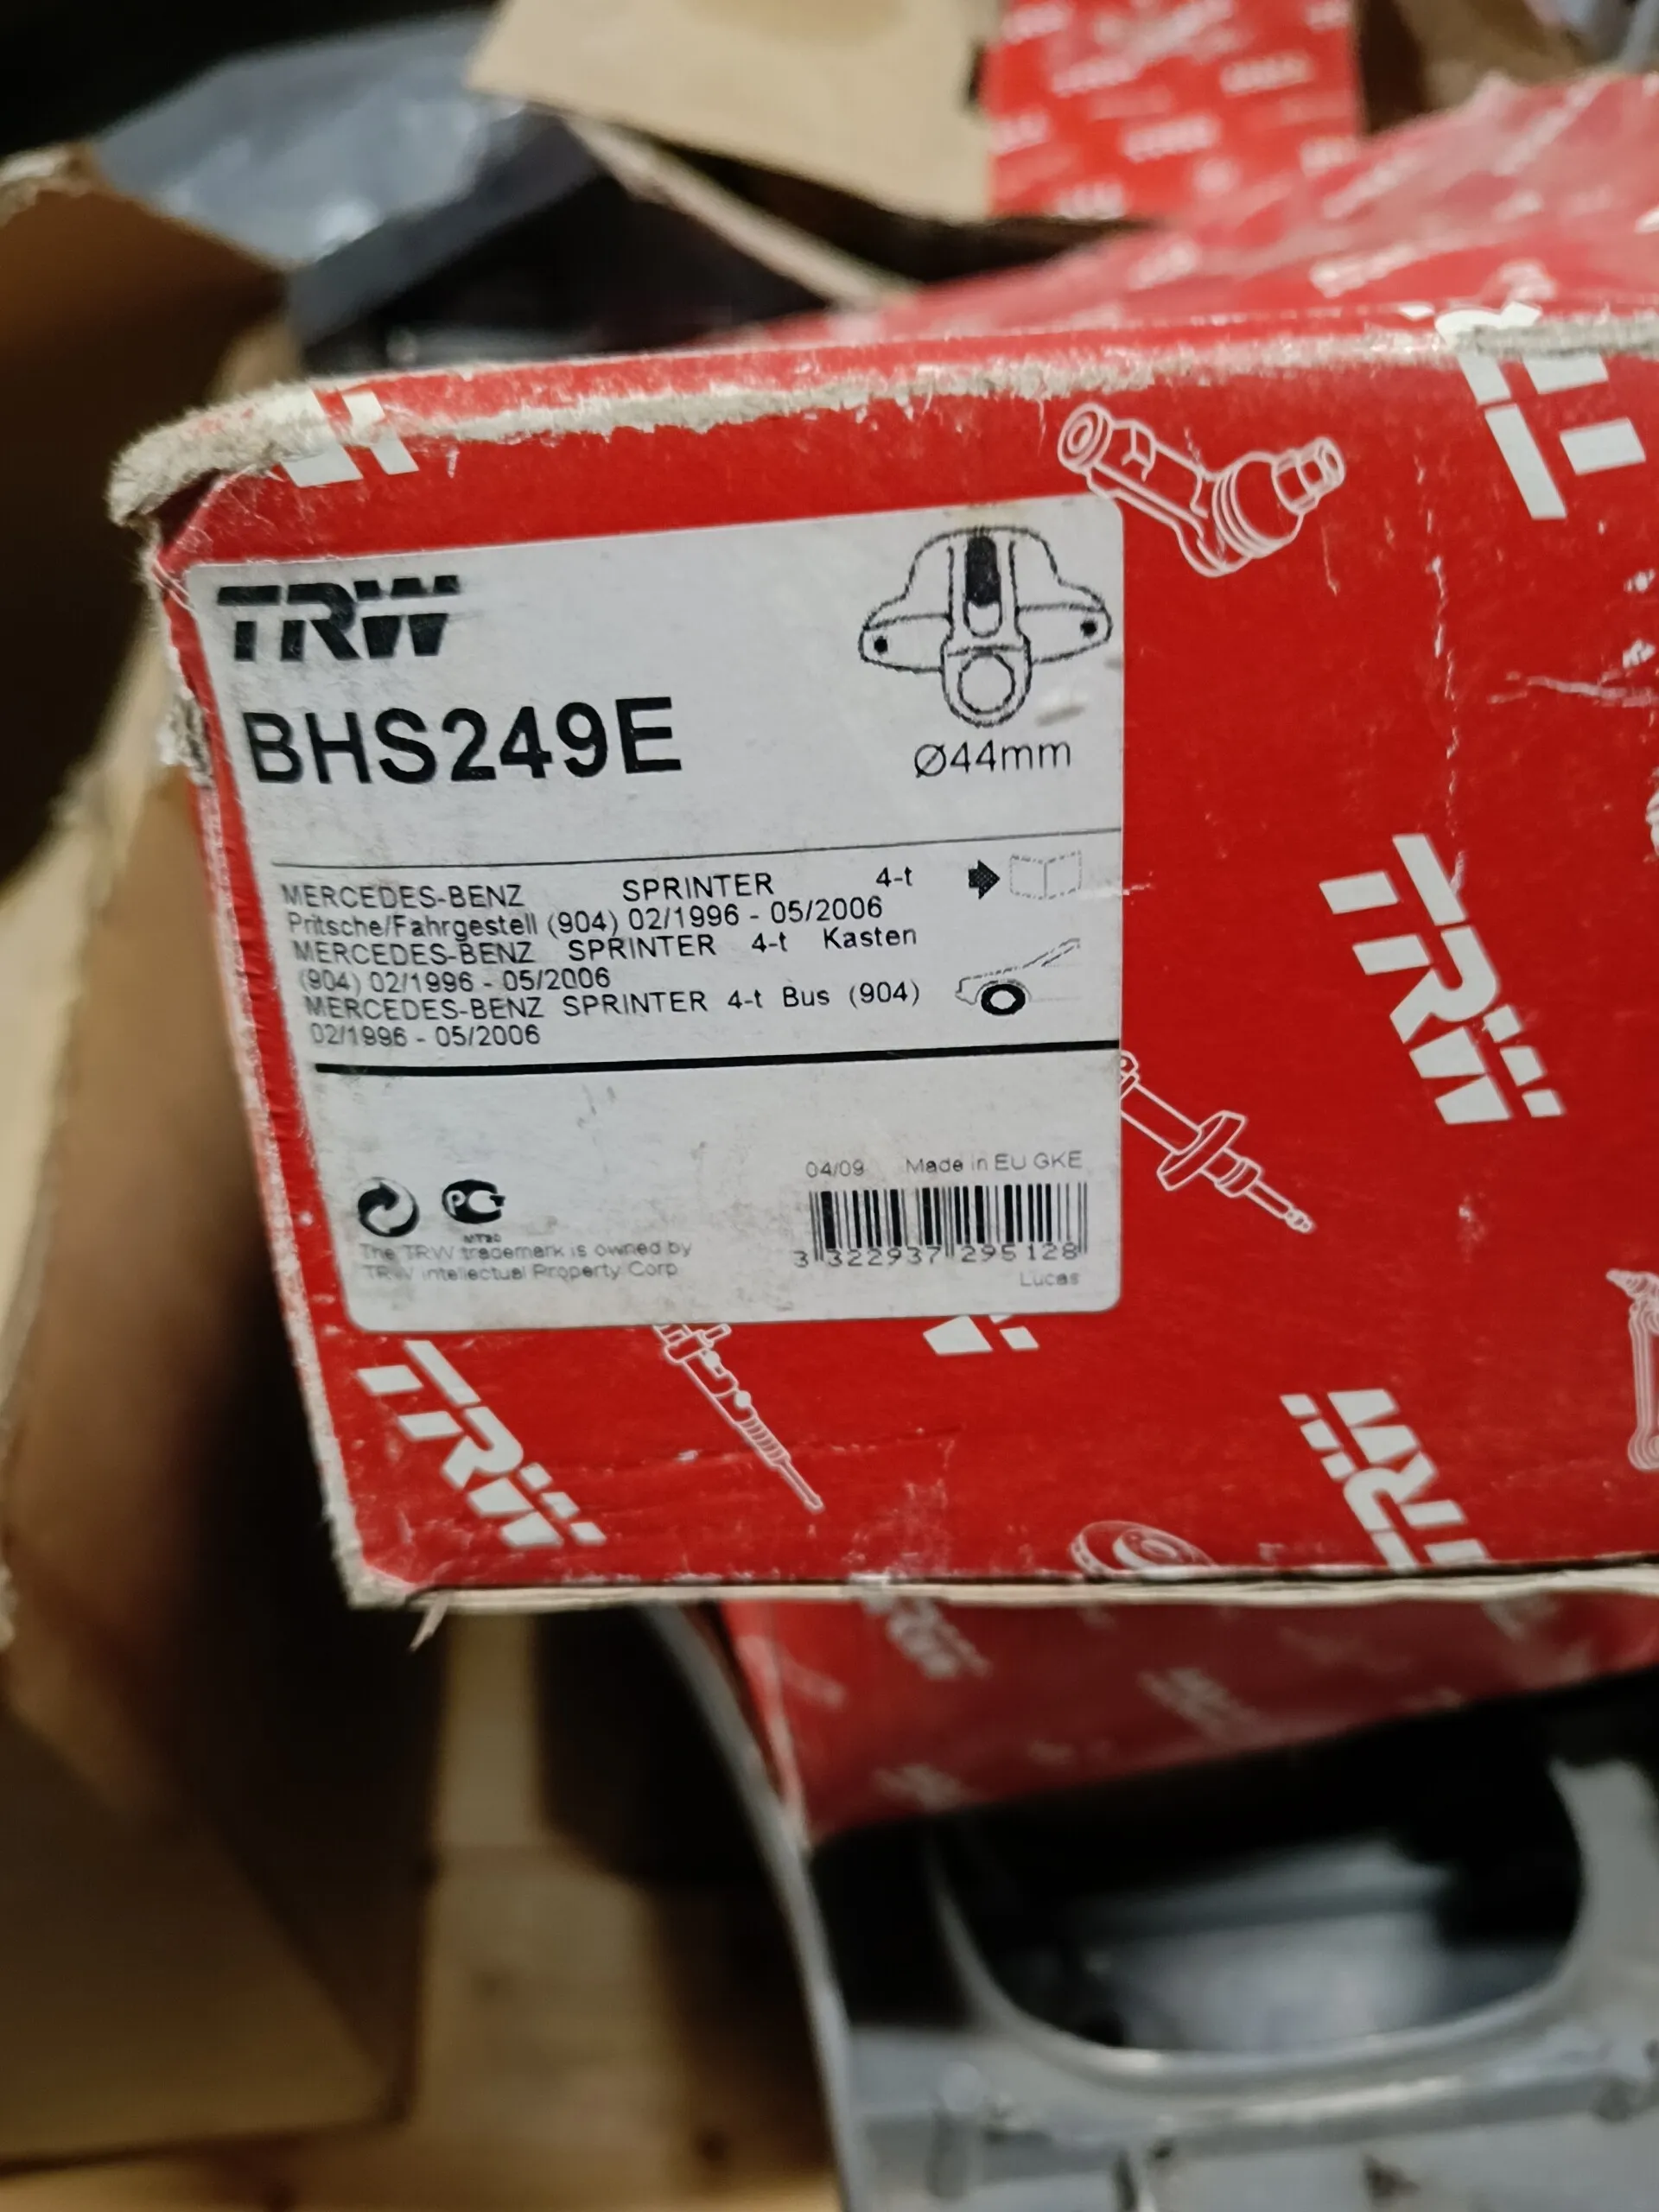 TRW
BHS249E
Ø44mm
MERCEDES-BENZ SPRINTER 4-t
Pritsche/Fahrgestell (904) 02/1996 - 05/2006
MERCEDES-BENZ SPRINTER 4-t Kasten
(904) 02/1996 - 05/2006
MERCEDES-BENZ SPRINTER 4-t Bus (904)
02/1996 - 05/2006
04/09 Made in EU GKE
The TRW trademark is owned by
TRW Intellectual Property Corp
3 322937 295128
Lucas
TRW
TRW
TRW